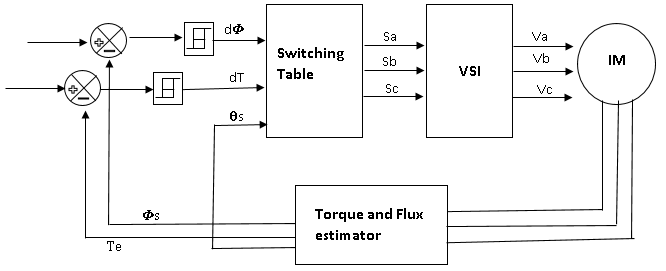 dΦ
Switching
Table
Sa
Va
IM
Sb
VSI
Vb
dT
Sc
Vc
θs
Φs
Torque and Flux
estimator
Te